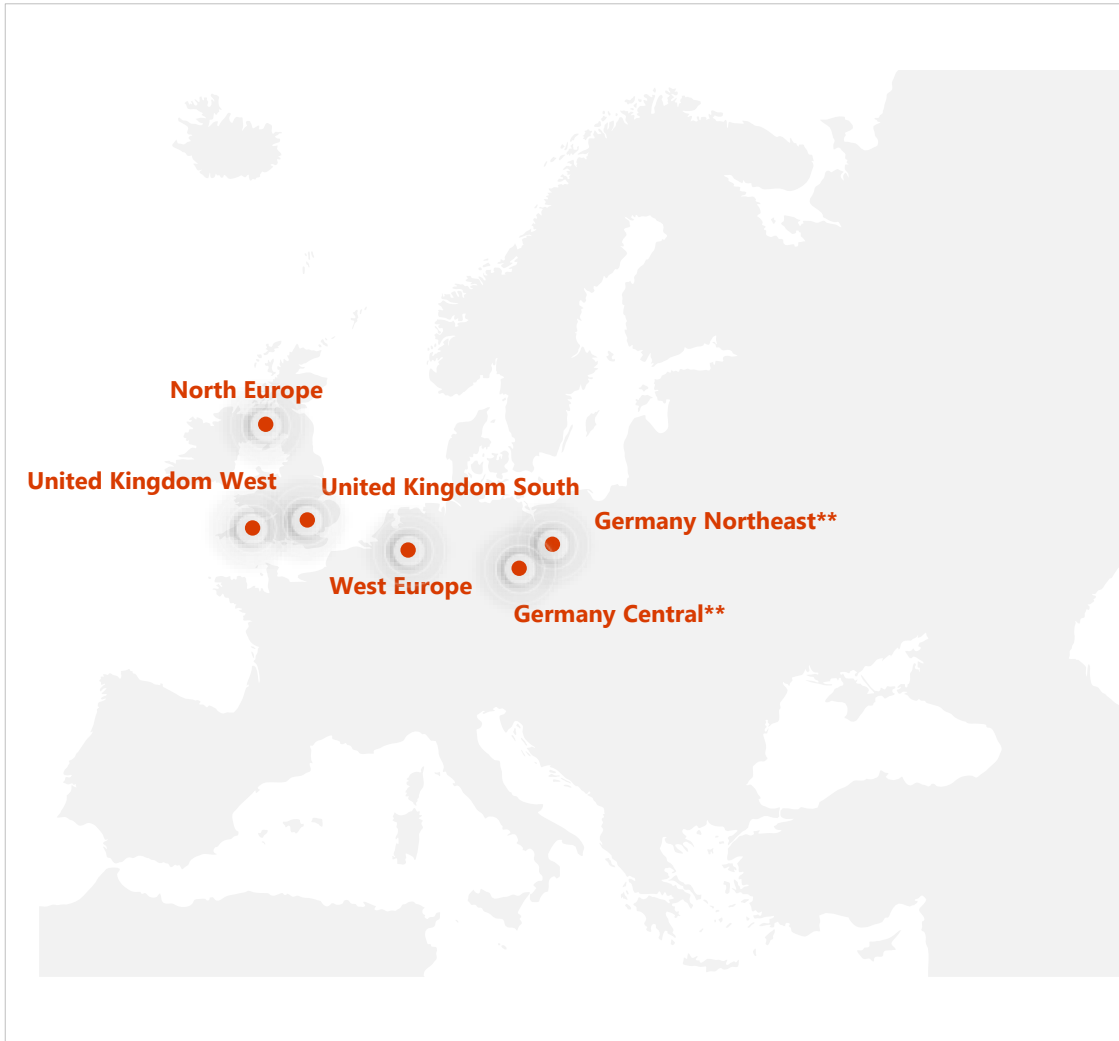 North Europe
United Kingdom West
United Kingdom South
Germany Northeast**
West Europe
Germany Central**